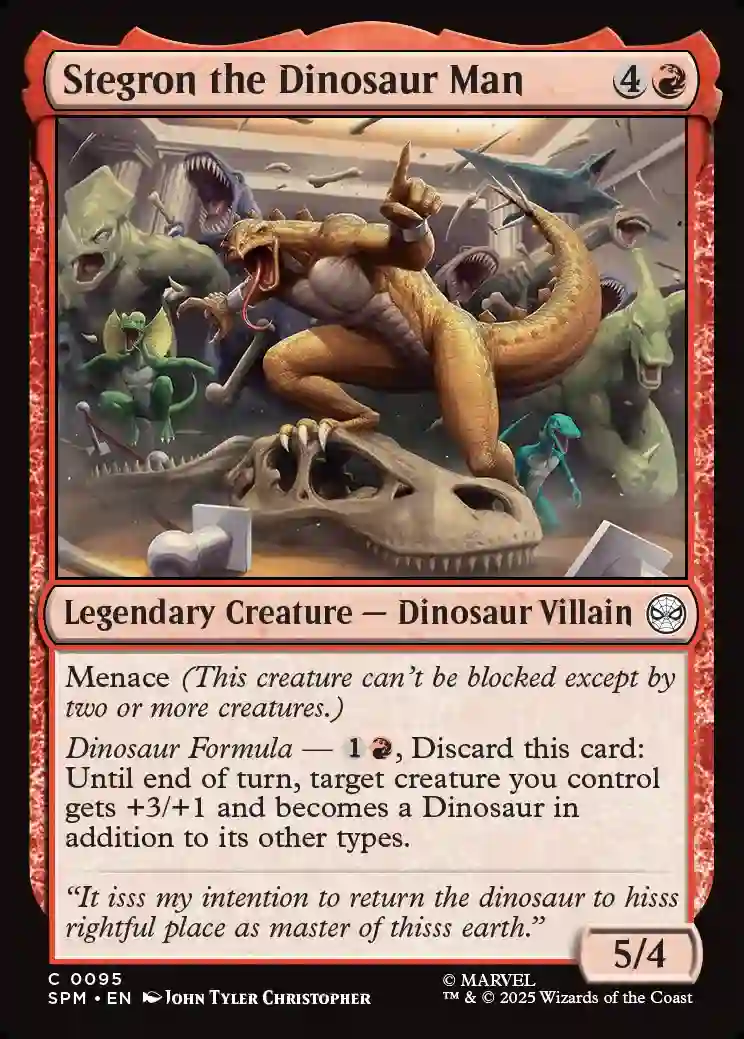 Stegron the Dinosaur Man 4
Legendary Creature — Dinosaur Villain
Menace (This creature can't be blocked except by
two or more creatures.)
Dinosaur Formula — 1 , Discard this card:
Until end of turn, target creature you control
gets +3/+1 and becomes a Dinosaur in
addition to its other types.
“It isss my intention to return the dinosaur to hisss
rightful place as master of thisss earth.”
5/4
C 0095
SPM • EN John Tyler Christopher
© MARVEL
™ & © 2025 Wizards of the Coast